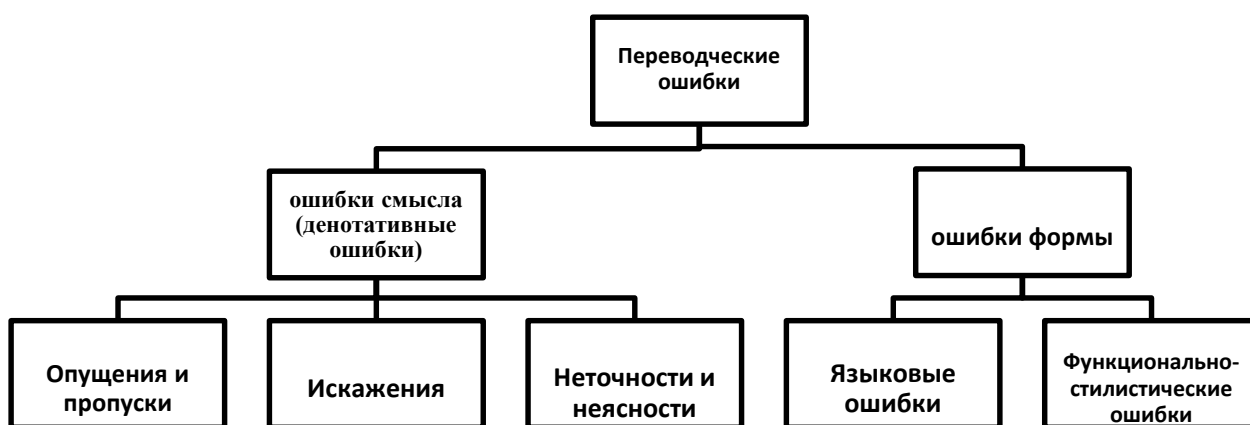 Переводческие
ошибки
ошибки смысла
(денотативные
ошибки)
ошибки формы
Опущения и
пропуски
Искажения
Неточности и
неясности
Языковые
ошибки
Функционально-
стилистические
ошибки